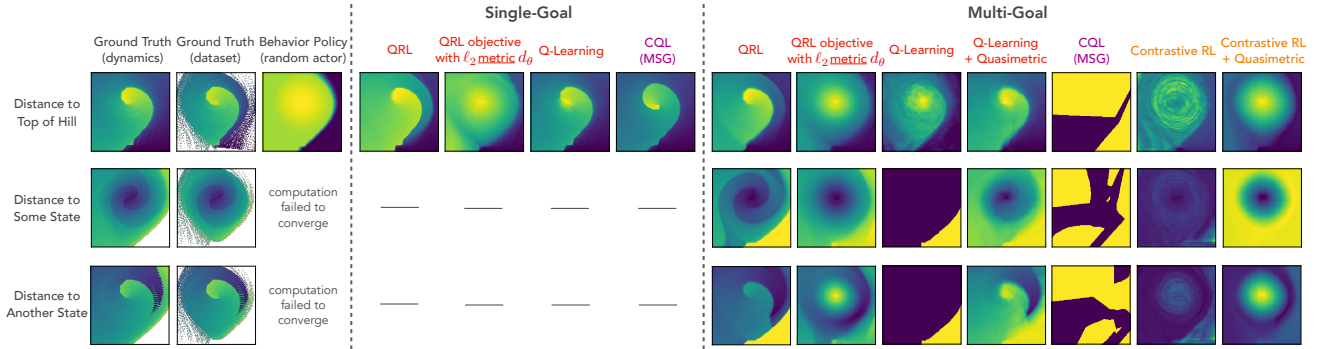 Single-Goal
Multi-Goal
Ground Truth
(dynamics)
Ground Truth
(dataset)
Behavior Policy
(random actor)
QRL
QRL objective
with ℓ₂ metric dθ
Q-Learning
CQL
(MSG)
QRL
QRL objective
with ℓ₂ metric dθ
Q-Learning
Q-Learning
+ Quasimetric
CQL
(MSG)
Contrastive RL
Contrastive RL
+ Quasimetric
Distance to
Top of Hill
Distance to
Some State
computation
failed to
converge
Distance to
Another State
computation
failed to
converge